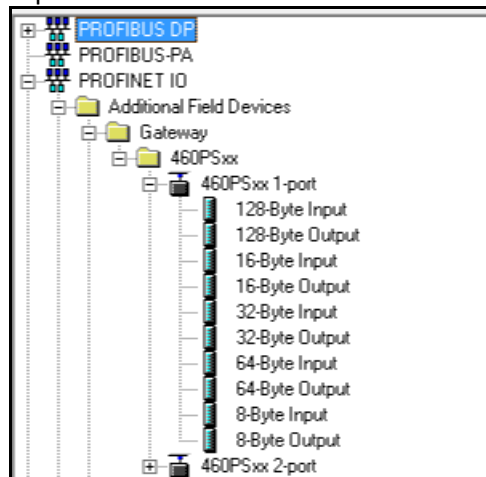 PROFIBUS DP
PROFIBUS-PA
PROFINET IO
Additional Field Devices
Gateway
460PSxx
460PSxx 1-port
128-Byte Input
128-Byte Output
16-Byte Input
16-Byte Output
32-Byte Input
32-Byte Output
64-Byte Input
64-Byte Output
8-Byte Input
8-Byte Output
460PSxx 2-port